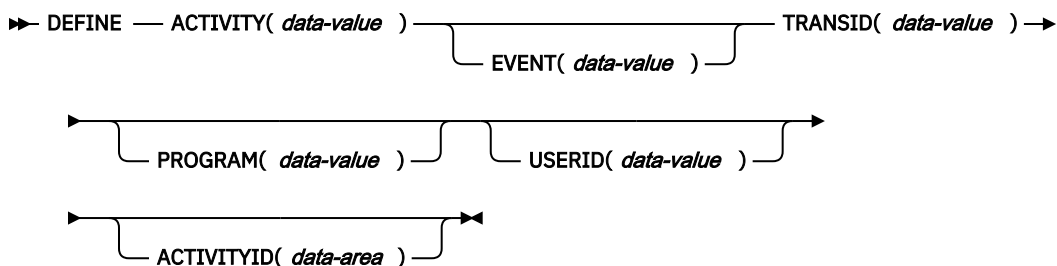 DEFINE ACTIVITY( data-value ) TRANSID( data-value )
EVENT( data-value )
PROGRAM( data-value ) USERID( data-value )
ACTIVITYID( data-area )